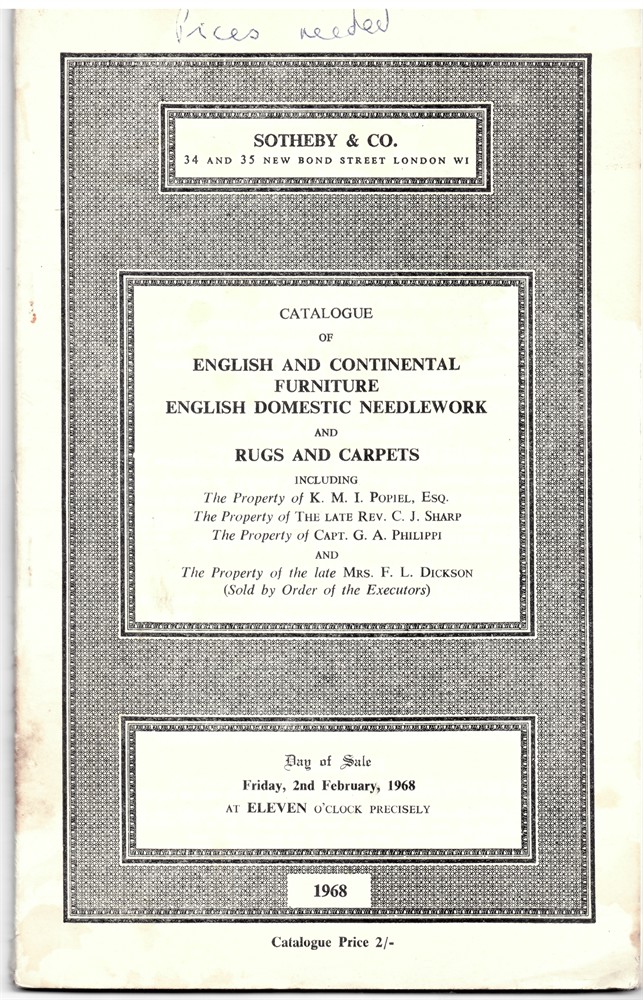 Prices needed
SOTHEBY & CO.
34 AND 35 NEW BOND STREET LONDON W1
CATALOGUE
OF
ENGLISH AND CONTINENTAL
FURNITURE
ENGLISH DOMESTIC NEEDLEWORK
AND
RUGS AND CARPETS
INCLUDING
The Property of K. M. I. POPIEL, ESQ.
The Property of THE LATE REV. C. J. SHARP
The Property of CAPT. G. A. PHILIPPI
AND
The Property of the late MRS. F. L. DICKSON
(Sold by Order of the Executors)
Day of Sale
Friday, 2nd February, 1968
AT ELEVEN O'CLOCK PRECISELY
1968
Catalogue Price 2/-